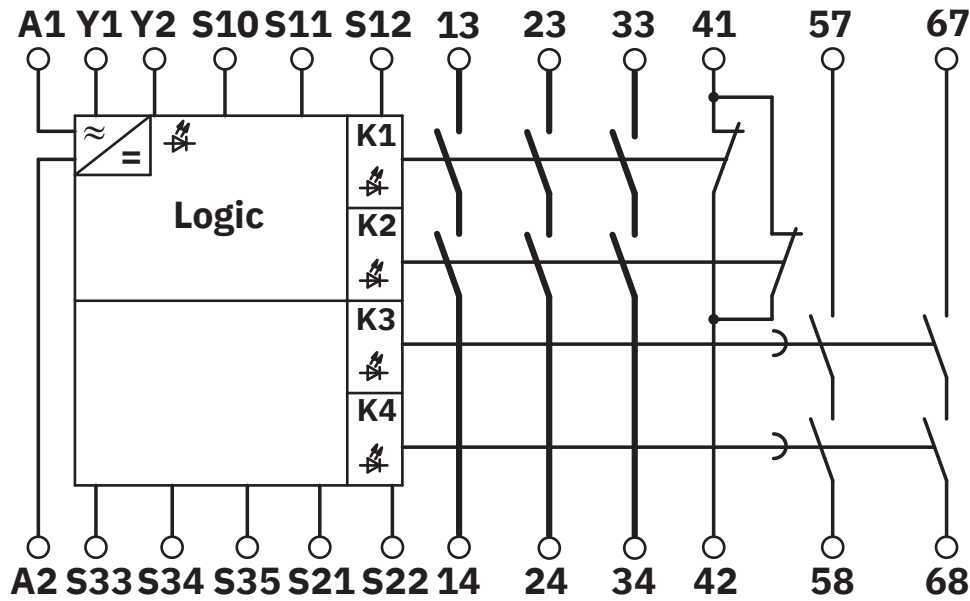 A1 Y1 Y2 S10 S11 S12 13 23 33 41 57 67
≈
=
K1
Logic
K2
K3
K4
A2 S33 S34 S35 S21 S22 14 24 34 42 58 68